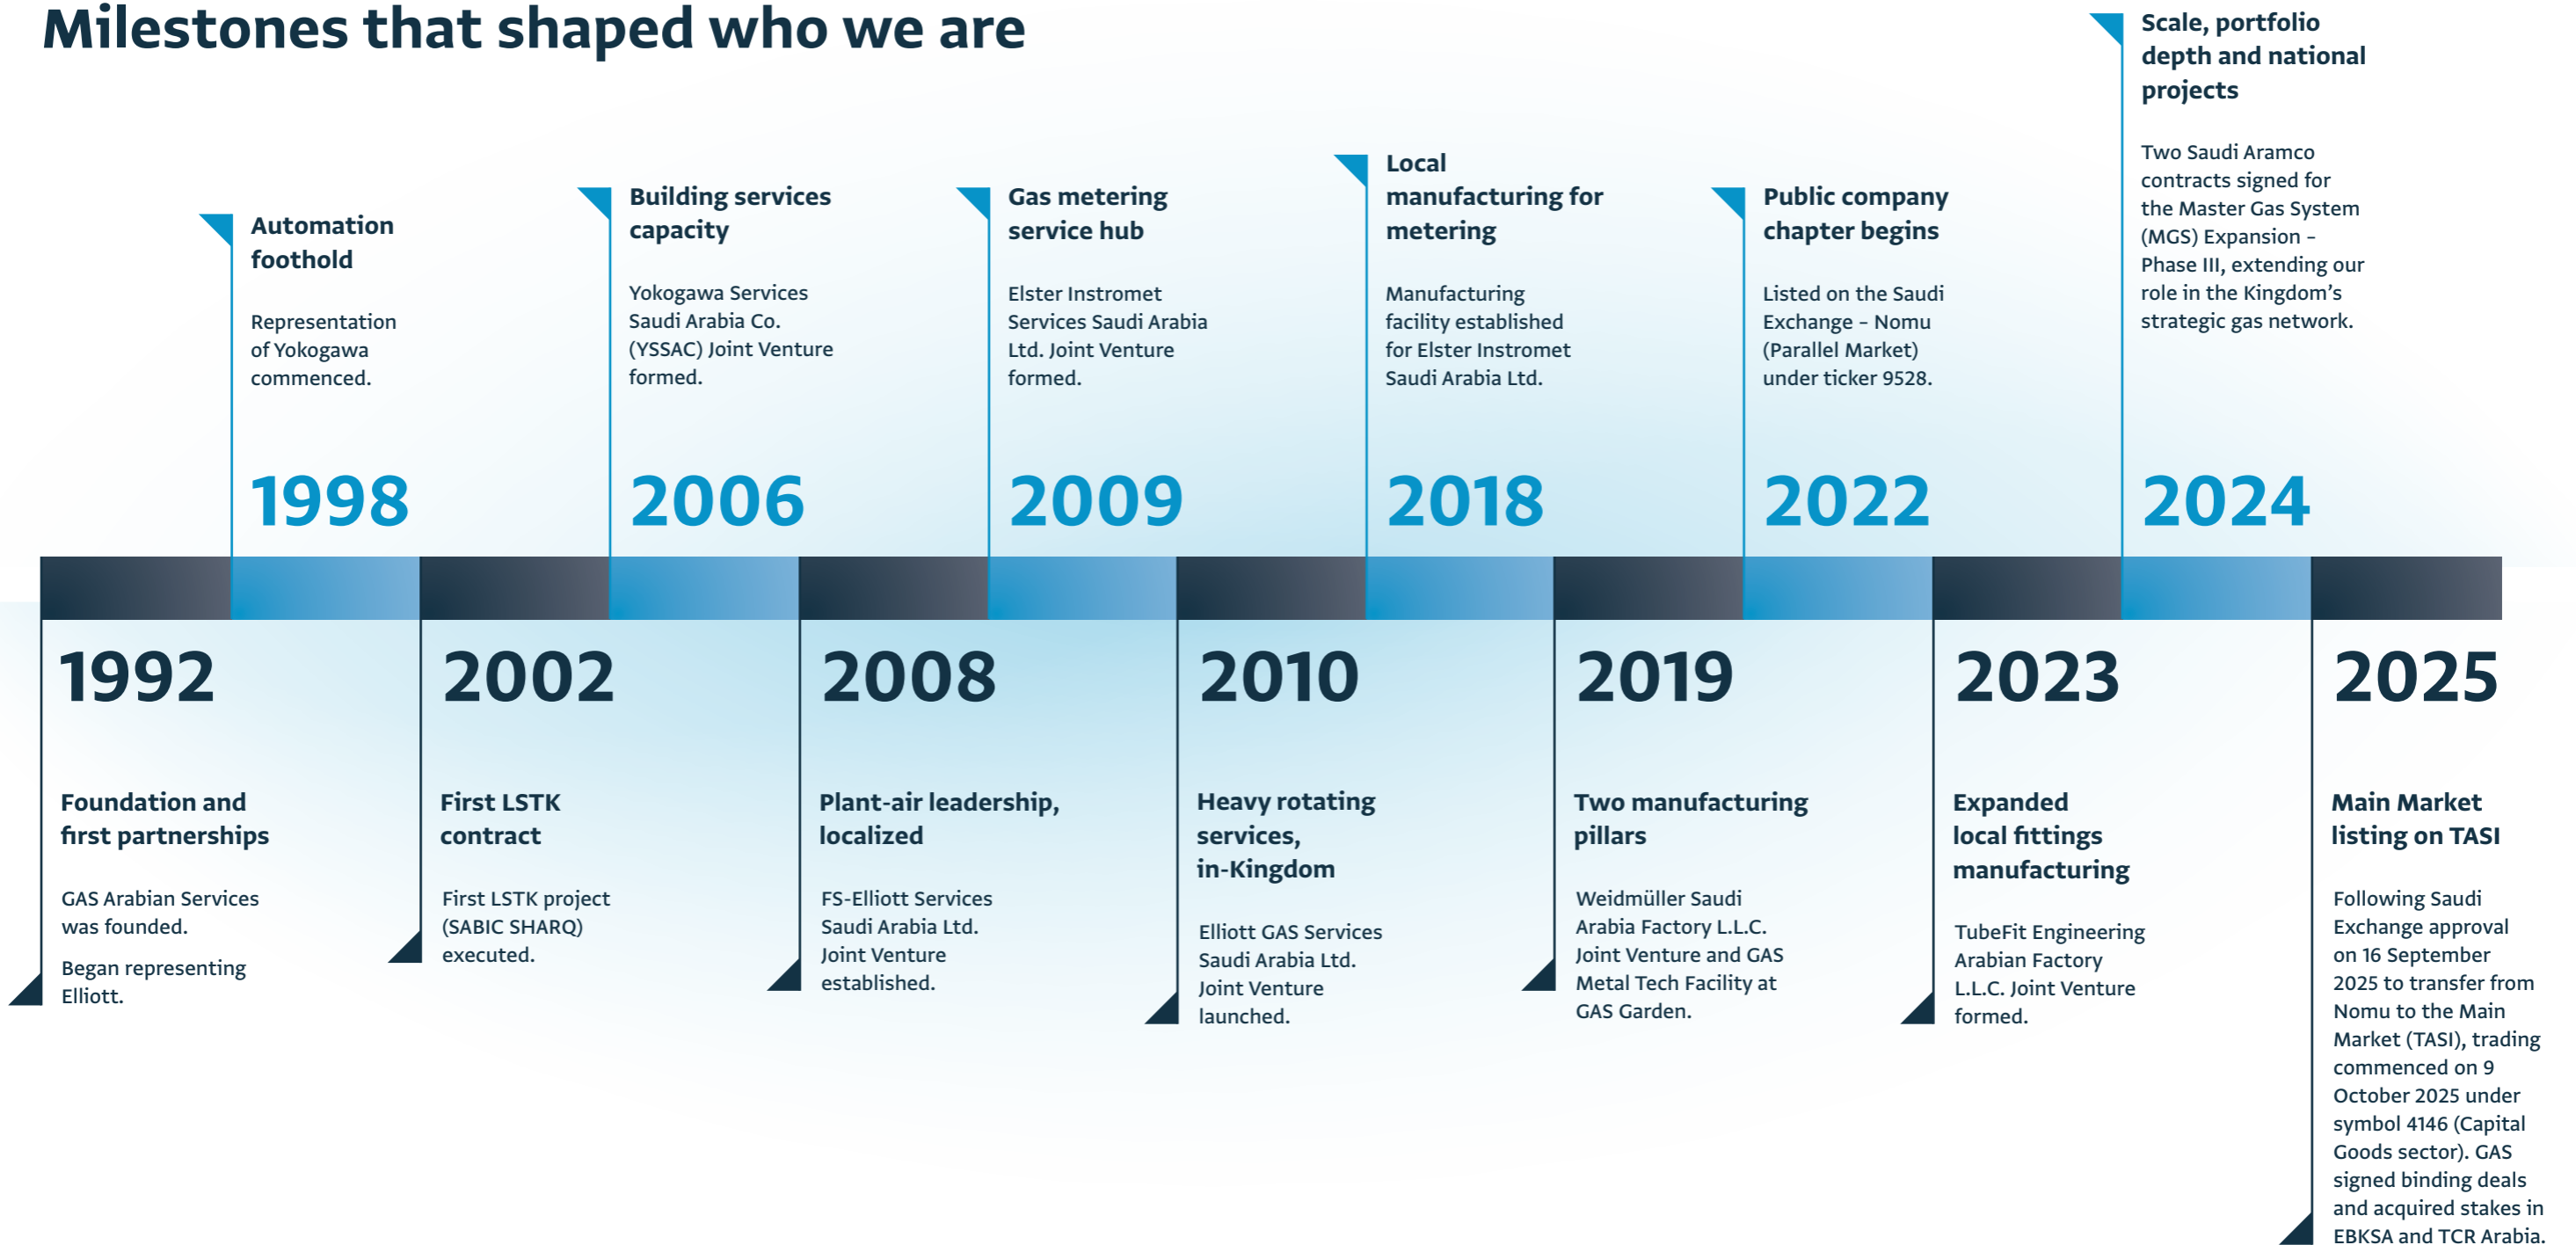 Milestones that shaped who we are
Automation
foothold
Representation
of Yokogawa
commenced.
1998
Building services
capacity
Yokogawa Services
Saudi Arabia Co.
(YSSAC) Joint Venture
formed.
2006
Gas metering
service hub
Elster Instromet
Services Saudi Arabia
Ltd. Joint Venture
formed.
2009
Local
manufacturing for
metering
Manufacturing
facility established
for Elster Instromet
Saudi Arabia Ltd.
2018
Public company
chapter begins
Listed on the Saudi
Exchange – Nomu
(Parallel Market)
under ticker 9528.
2022
Scale, portfolio
depth and national
projects
Two Saudi Aramco
contracts signed for
the Master Gas System
(MGS) Expansion –
Phase III, extending our
role in the Kingdom’s
strategic gas network.
2024
1992
Foundation and
first partnerships
GAS Arabian Services
was founded.
Began representing
Elliott.
2002
First LSTK
contract
First LSTK project
(SABIC SHARQ)
executed.
2008
Plant-air leadership,
localized
FS-Elliott Services
Saudi Arabia Ltd.
Joint Venture
established.
2010
Heavy rotating
services,
in-Kingdom
Elliott GAS Services
Saudi Arabia Ltd.
Joint Venture
launched.
2019
Two manufacturing
pillars
Weidmüller Saudi
Arabia Factory L.L.C.
Joint Venture and GAS
Metal Tech Facility at
GAS Garden.
2023
Expanded
local fittings
manufacturing
TubeFit Engineering
Arabian Factory
L.L.C. Joint Venture
formed.
2025
Main Market
listing on TASI
Following Saudi
Exchange approval
on 16 September
2025 to transfer from
Nomu to the Main
Market (TASI), trading
commenced on 9
October 2025 under
symbol 4146 (Capital
Goods sector). GAS
signed binding deals
and acquired stakes in
EBKSA and TCR Arabia.